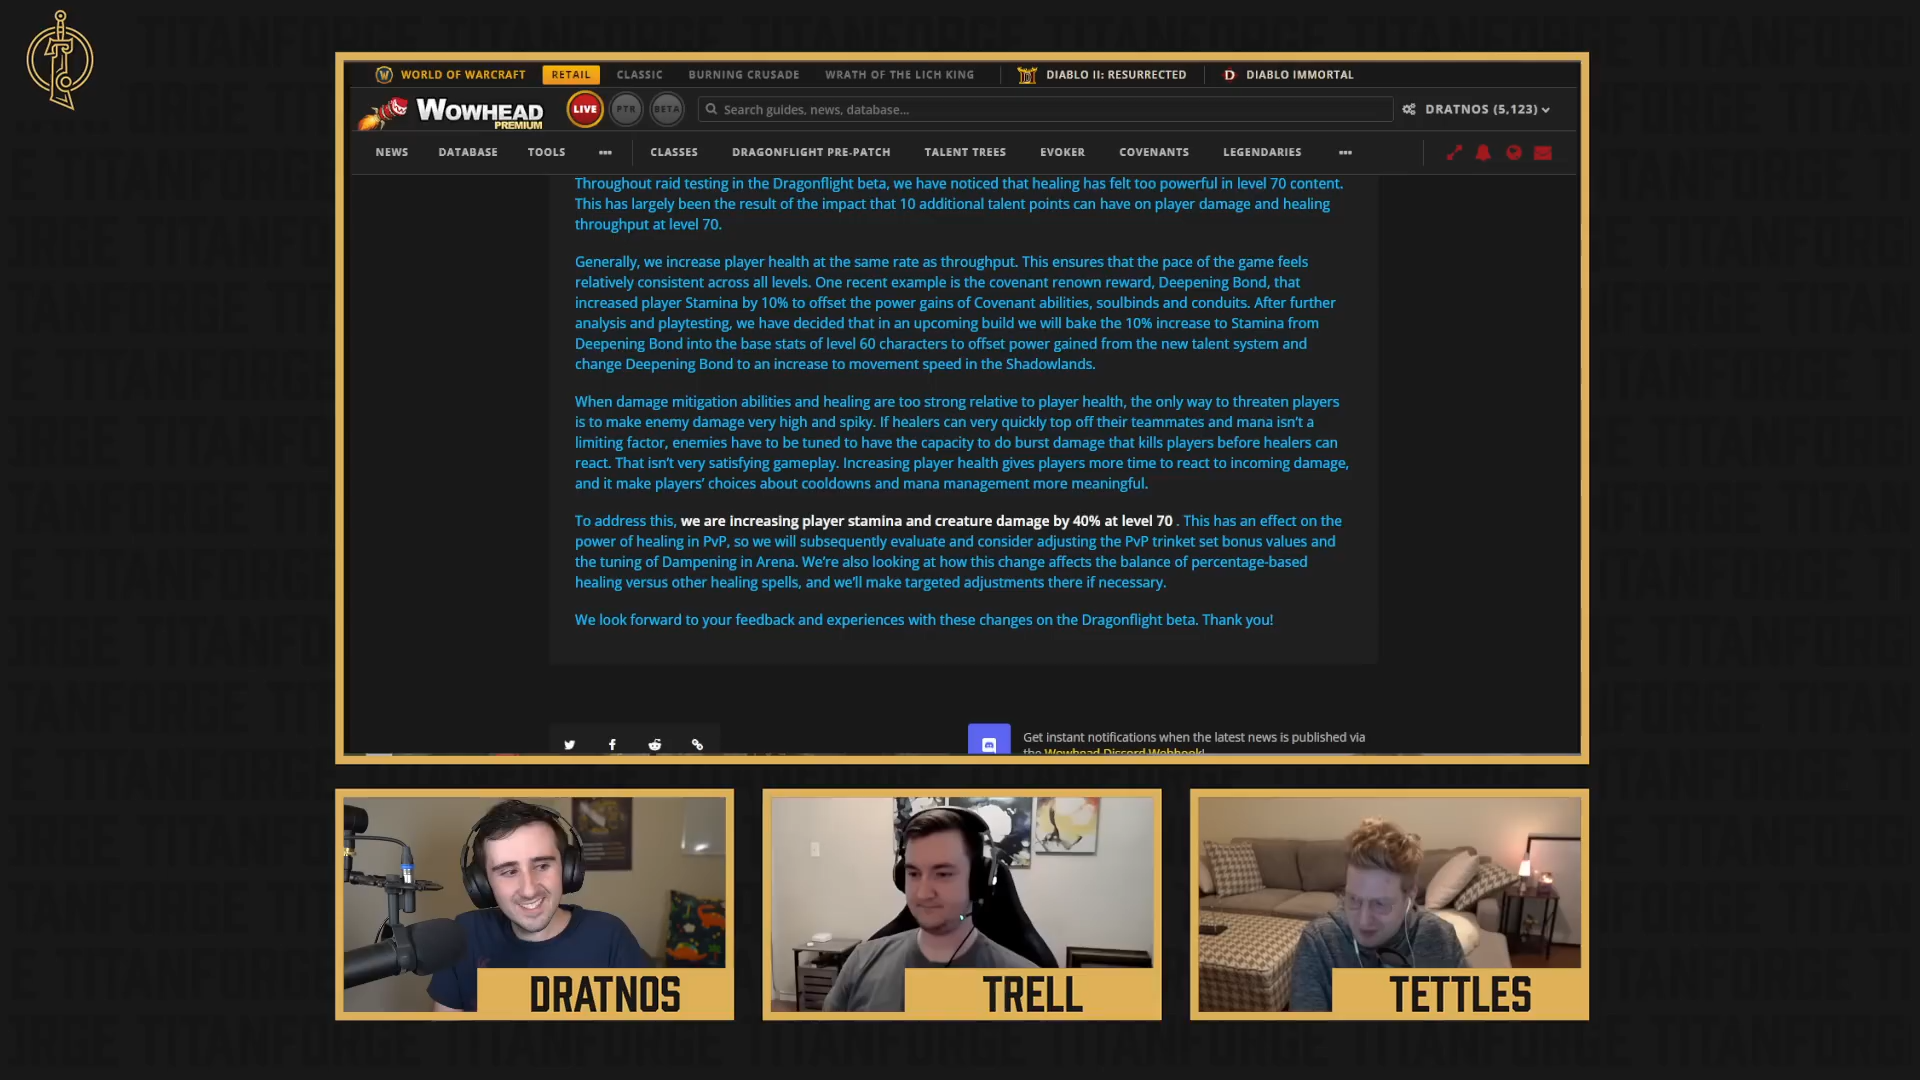 WORLD OF WARCRAFT RETAIL CLASSIC BURNING CRUSADE WRATH OF THE LICH KING DIABLO II: RESURRECTED DIABLO IMMORTAL
WOWHEAD PREMIUM LIVE PTR BETA Search guides, news, database... DRATNOS (5,123)
NEWS DATABASE TOOLS ••• CLASSES DRAGONFLIGHT PRE-PATCH TALENT TREES EVOKER COVENANTS LEGENDARIES •••
Throughout raid testing in the Dragonflight beta, we have noticed that healing has felt too powerful in level 70 content.
This has largely been the result of the impact that 10 additional talent points can have on player damage and healing
throughput at level 70.
Generally, we increase player health at the same rate as throughput. This ensures that the pace of the game feels
relatively consistent across all levels. One recent example is the covenant renown reward, Deepening Bond, that
increased player Stamina by 10% to offset the power gains of Covenant abilities, soulbinds and conduits. After further
analysis and playtesting, we have decided that in an upcoming build we will bake the 10% increase to Stamina from
Deepening Bond into the base stats of level 60 characters to offset power gained from the new talent system and
change Deepening Bond to an increase to movement speed in the Shadowlands.
When damage mitigation abilities and healing are too strong relative to player health, the only way to threaten players
is to make enemy damage very high and spiky. If healers can very quickly top off their teammates and mana isn't a
limiting factor, enemies have to be tuned to have the capacity to do burst damage that kills players before healers can
react. That isn't very satisfying gameplay. Increasing player health gives players more time to react to incoming damage,
and it make players' choices about cooldowns and mana management more meaningful.
To address this, we are increasing player stamina and creature damage by 40% at level 70 . This has an effect on the
power of healing in PvP, so we will subsequently evaluate and consider adjusting the PvP trinket set bonus values and
the tuning of Dampening in Arena. We're also looking at how this change affects the balance of percentage-based
healing versus other healing spells, and we'll make targeted adjustments there if necessary.
We look forward to your feedback and experiences with these changes on the Dragonflight beta. Thank you!
Get instant notifications when the latest news is published via
the Wowhead Discord Webhook!
DRATNOS
TRELL
TETTLES